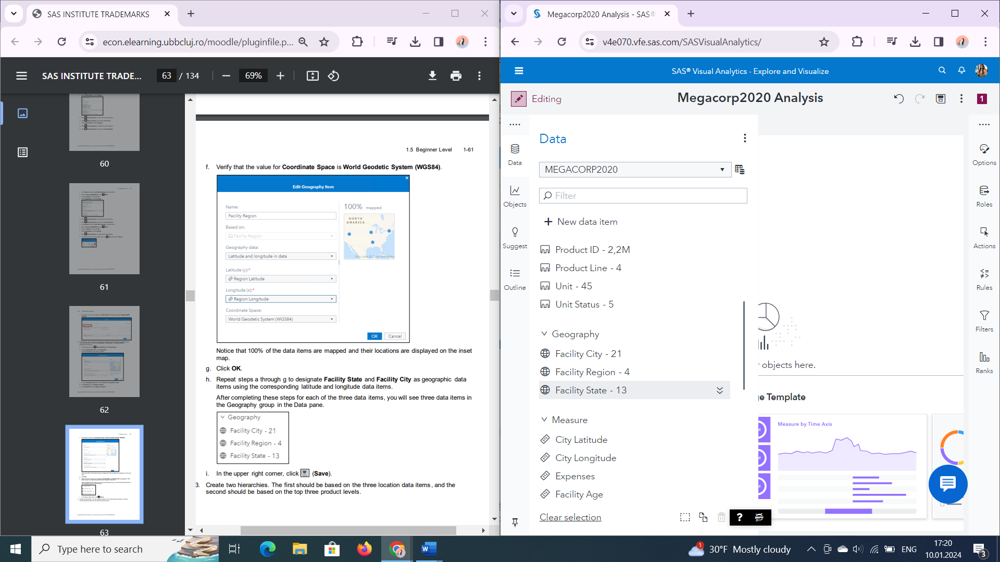 SAS INSTITUTE TRADEMARKS
econ.elearning.ubbcluj.ro/moodle/pluginfile.p...
SAS INSTITUTE TRADE...
63 / 134
69%
60
61
62
63
1.5 Beginner Level 1-61
f. Verify that the value for Coordinate Space is World Geodetic System (WGS84).
Edit Geography Item
Name:
Facility Region
Based on:
Facility Region
Geography data:
Latitude and longitude in data
Latitude (y):*
Region Latitude
Longitude (x):*
Region Longitude
Coordinate Space:
World Geodetic System (WGS84)
100% mapped
NORTH
AMERICA
Map data © OpenStreetMap
OK Cancel
Notice that 100% of the data items are mapped and their locations are displayed on the inset
map.
g. Click OK.
h. Repeat steps a through g to designate Facility State and Facility City as geographic data
items using the corresponding latitude and longitude data items.
After completing these steps for each of the three data items, you will see three data items in
the Geography group in the Data pane.
Geography
Facility City - 21
Facility Region - 4
Facility State - 13
i. In the upper right corner, click (Save).
3. Create two hierarchies. The first should be based on the three location data items, and the
second should be based on the top three product levels.
Megacorp2020 Analysis - SAS®
v4e070.vfe.sas.com/SASVisualAnalytics/
SAS® Visual Analytics - Explore and Visualize
Editing
Megacorp2020 Analysis
1
Data
Objects
Suggest
Outline
Data
MEGACORP2020
Filter
New data item
Product ID - 2,2M
Product Line - 4
Unit - 45
Unit Status - 5
Geography
Facility City - 21
Facility Region - 4
Facility State - 13
Measure
City Latitude
City Longitude
Expenses
Facility Age
Clear selection
?
objects here.
ge Template
Measure by Time Axis
Options
Roles
Actions
Rules
Filters
Ranks
Type here to search
1
30°F Mostly cloudy
ENG
17:20
10.01.2024
3